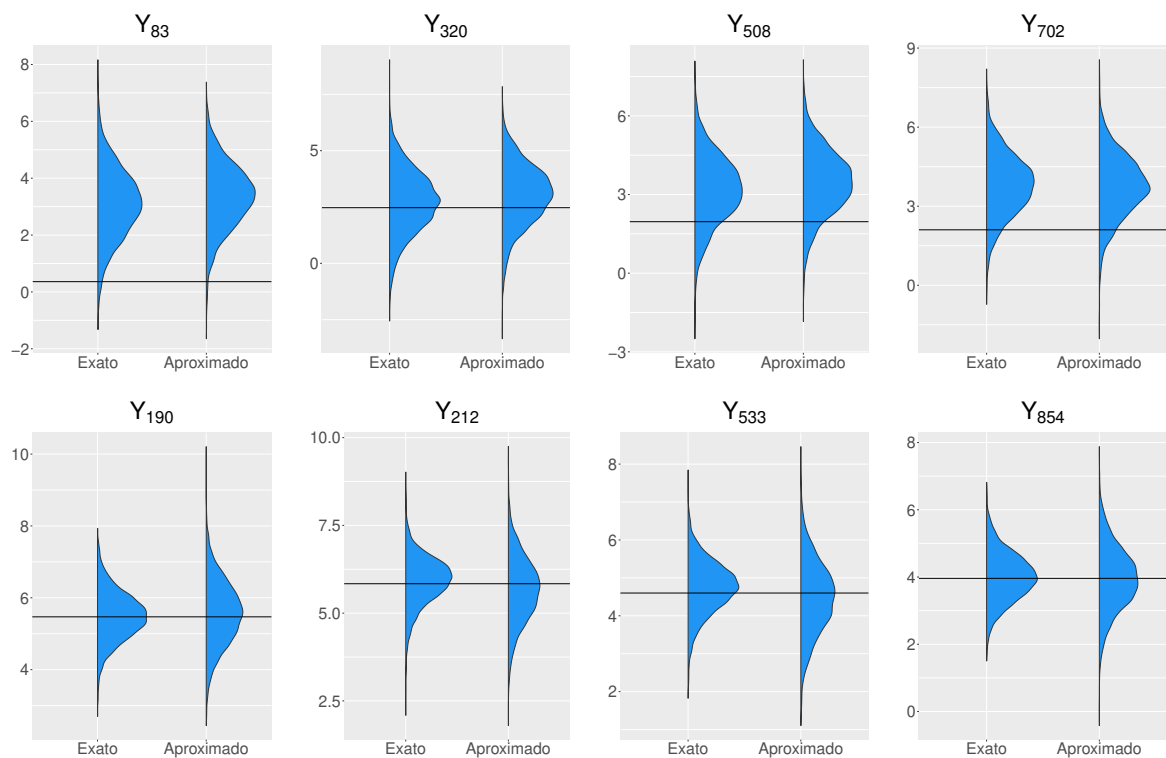 Y83 Y320 Y508 Y702
8 6 4 2 0 −2
5 0
6 3 0 −3
9 6 3 0
Exato Aproximado Exato Aproximado Exato Aproximado Exato Aproximado
Y190 Y212 Y533 Y854
10 8 6 4
10.0 7.5 5.0 2.5
8 6 4 2
8 6 4 2 0
Exato Aproximado Exato Aproximado Exato Aproximado Exato Aproximado